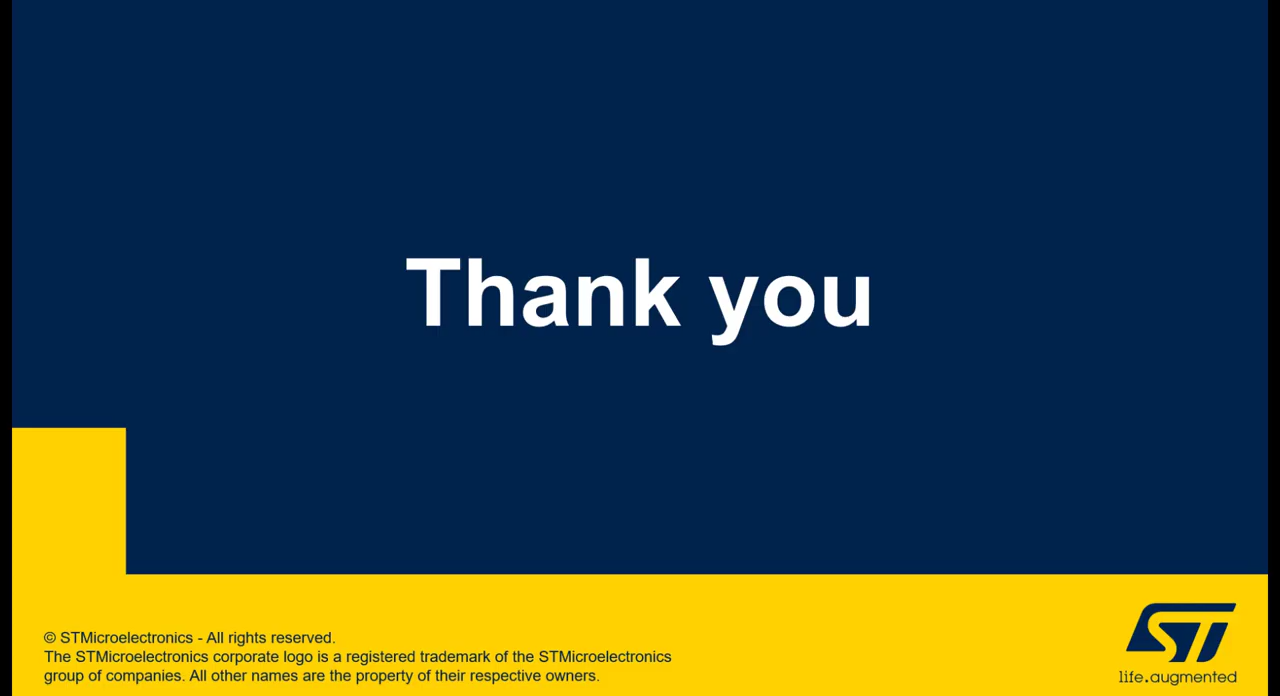 Thank you
© STMicroelectronics - All rights reserved.
The STMicroelectronics corporate logo is a registered trademark of the STMicroelectronics
group of companies. All other names are the property of their respective owners.
ST
life.augmented